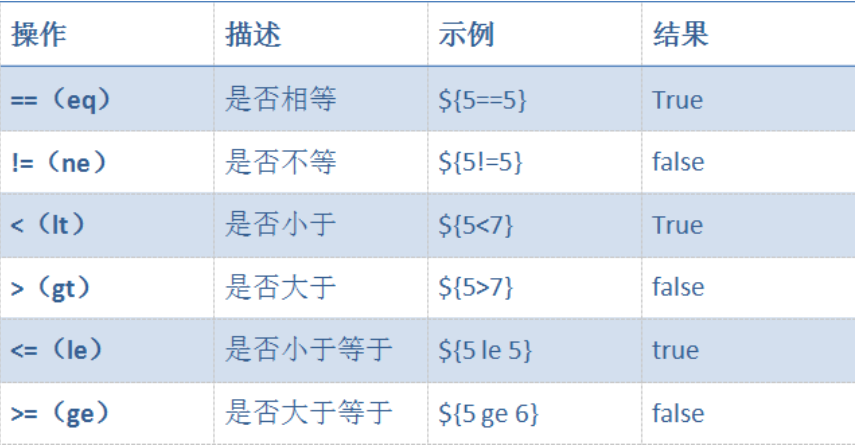 操作 描述 示例 结果
==（eq） 是否相等 ${5==5} True
!=（ne） 是否不等 ${5!=5} false
<（lt） 是否小于 ${5<7} True
>（gt） 是否大于 ${5>7} false
<=（le） 是否小于等于 ${5 le 5} true
>=（ge） 是否大于等于 ${5 ge 6} false